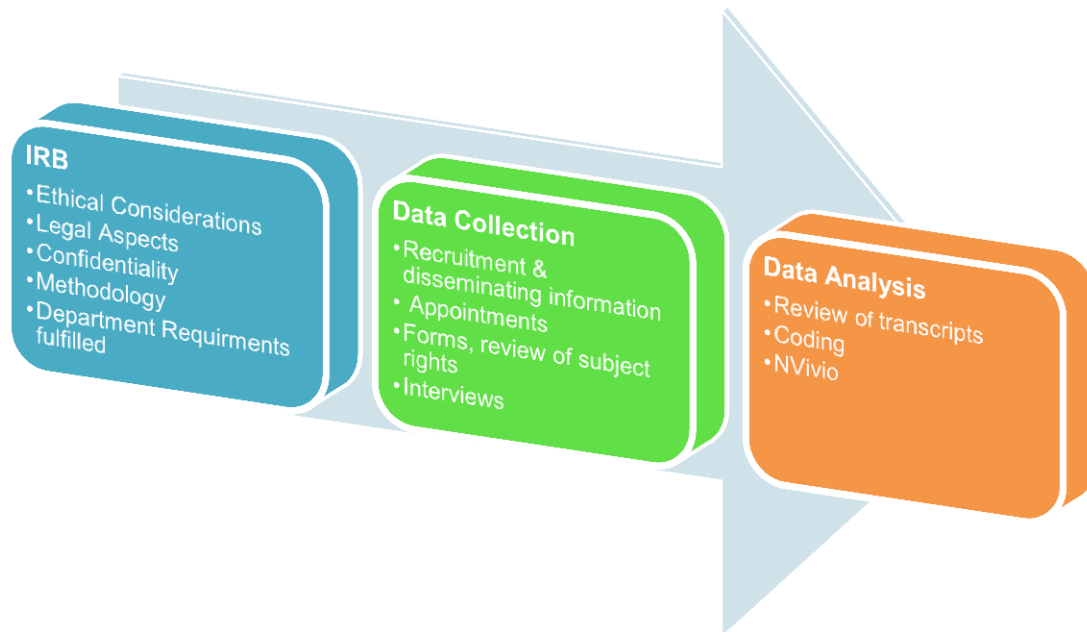 IRB
•Ethical Considerations
•Legal Aspects
•Confidentiality
•Methodology
•Department Requirments
fulfilled
Data Collection
•Recruitment &
disseminating information
• Appointments
•Forms, review of subject
rights
•Interviews
Data Analysis
•Review of transcripts
•Coding
•NVivio